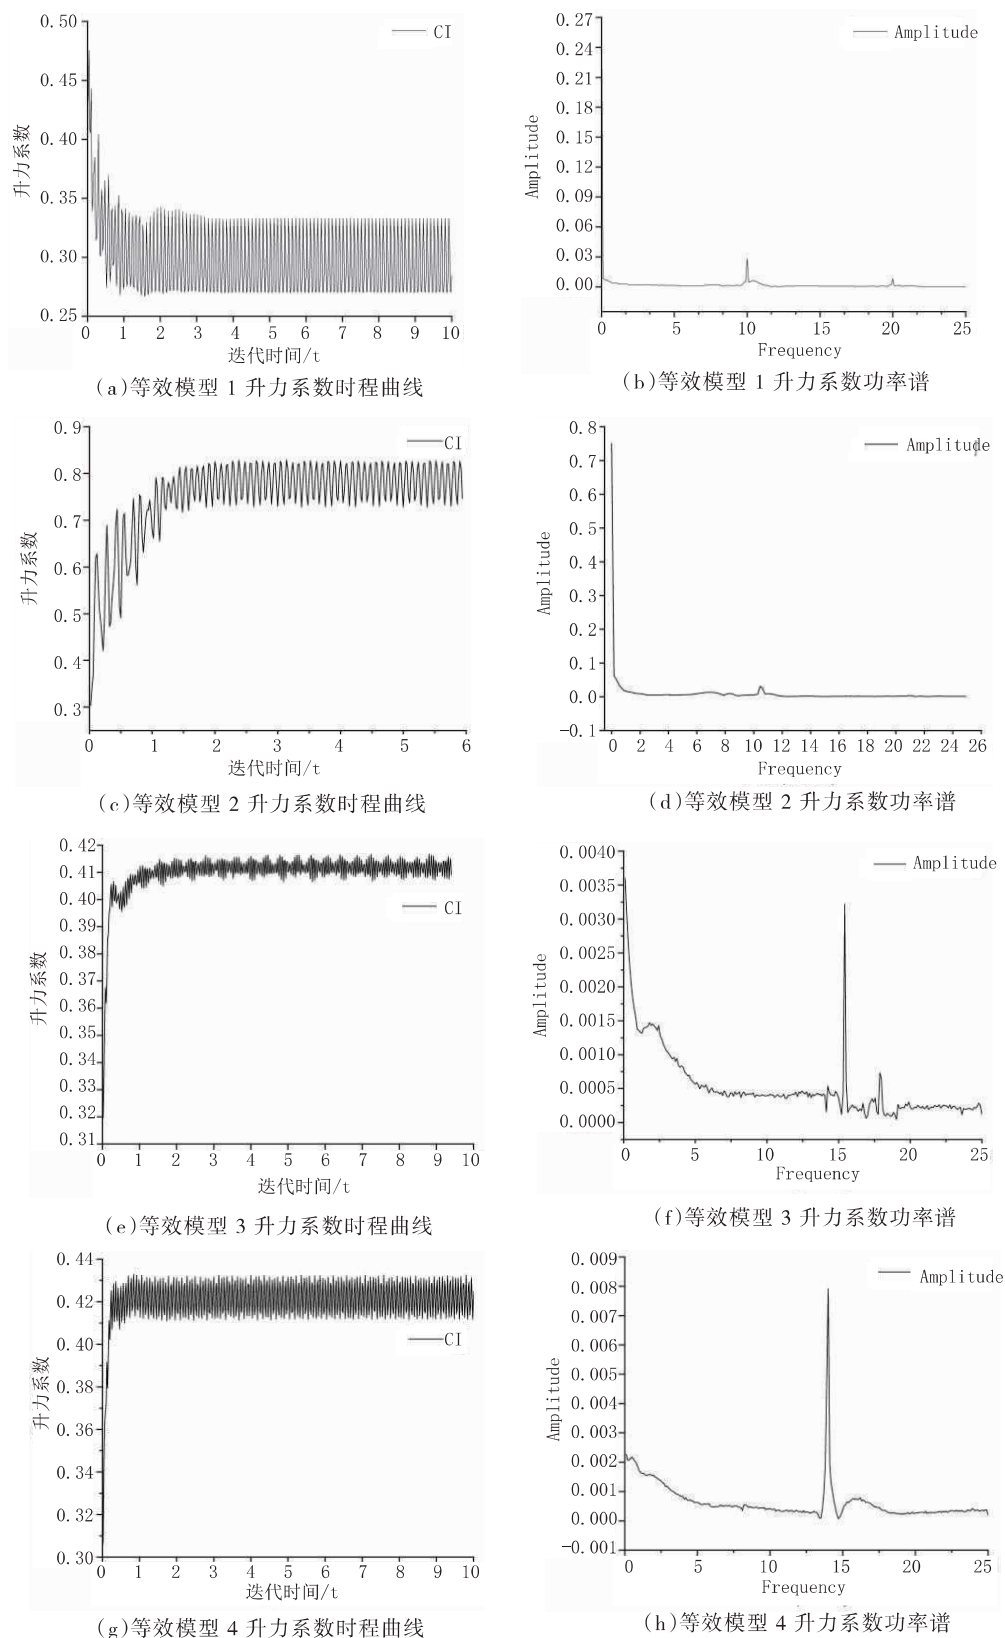 0.50
0.45
0.40
0.35
0.30
0.25
升力系数
CI
0 1 2 3 4 5 6 7 8 9 10
迭代时间/t
(a)等效模型 1 升力系数时程曲线
0.27
0.24
0.21
0.18
0.15
0.12
0.09
0.06
0.03
0.00
Amplitude
Amplitude
0 5 10 15 20 25
Frequency
(b)等效模型 1 升力系数功率谱
0.9
0.8
0.7
0.6
0.5
0.4
0.3
升力系数
CI
0 1 2 3 4 5 6
迭代时间/t
(c)等效模型 2 升力系数时程曲线
0.8
0.7
0.6
0.5
0.4
0.3
0.2
0.1
0.0
-0.1
Amplitude
Amplitude
0 2 4 6 8 10 12 14 16 18 20 22 24 26
Frequency
(d)等效模型 2 升力系数功率谱
0.42
0.41
0.40
0.39
0.38
0.37
0.36
0.35
0.34
0.33
0.32
0.31
升力系数
CI
0 1 2 3 4 5 6 7 8 9 10
迭代时间/t
(e)等效模型 3 升力系数时程曲线
0.0040
0.0035
0.0030
0.0025
0.0020
0.0015
0.0010
0.0005
0.0000
Amplitude
Amplitude
0 5 10 15 20 25
Frequency
(f)等效模型 3 升力系数功率谱
0.44
0.42
0.40
0.38
0.36
0.34
0.32
0.30
升力系数
CI
0 1 2 3 4 5 6 7 8 9 10
迭代时间/t
(g)等效模型 4 升力系数时程曲线
0.009
0.008
0.007
0.006
0.005
0.004
0.003
0.002
0.001
0.000
-0.001
Amplitude
Amplitude
0 5 10 15 20 25
Frequency
(h)等效模型 4 升力系数功率谱